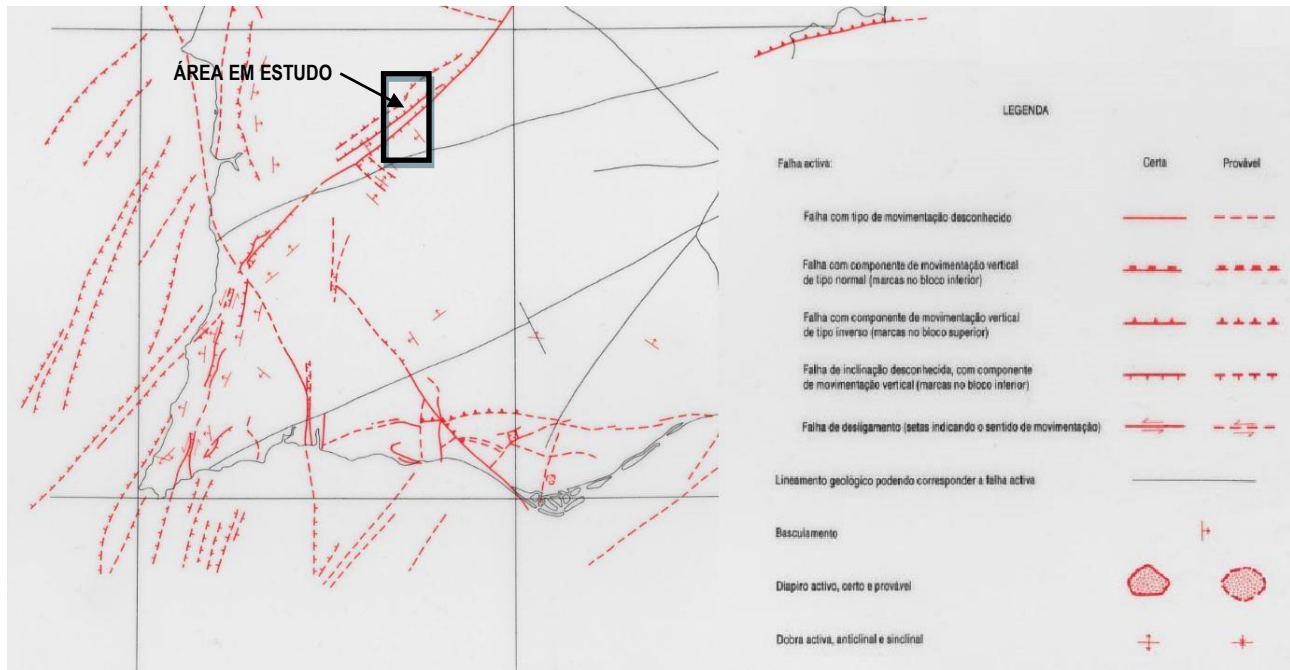 ÁREA EM ESTUDO
LEGENDA
Falha activa:
Certa
Provável
Falha com tipo de movimentação desconhecido
Falha com componente de movimentação vertical
de tipo normal (marcas no bloco inferior)
Falha com componente de movimentação vertical
de tipo inverso (marcas no bloco superior)
Falha de inclinação desconhecida, com componente
de movimentação vertical (marcas no bloco inferior)
Falha de desligamento (setas indicando o sentido de movimentação)
Lineamento geológico podendo corresponder a falha activa
Basculamento
Diapiro activo, certo e provável
Dobra activa, anticlinal e sinclinal